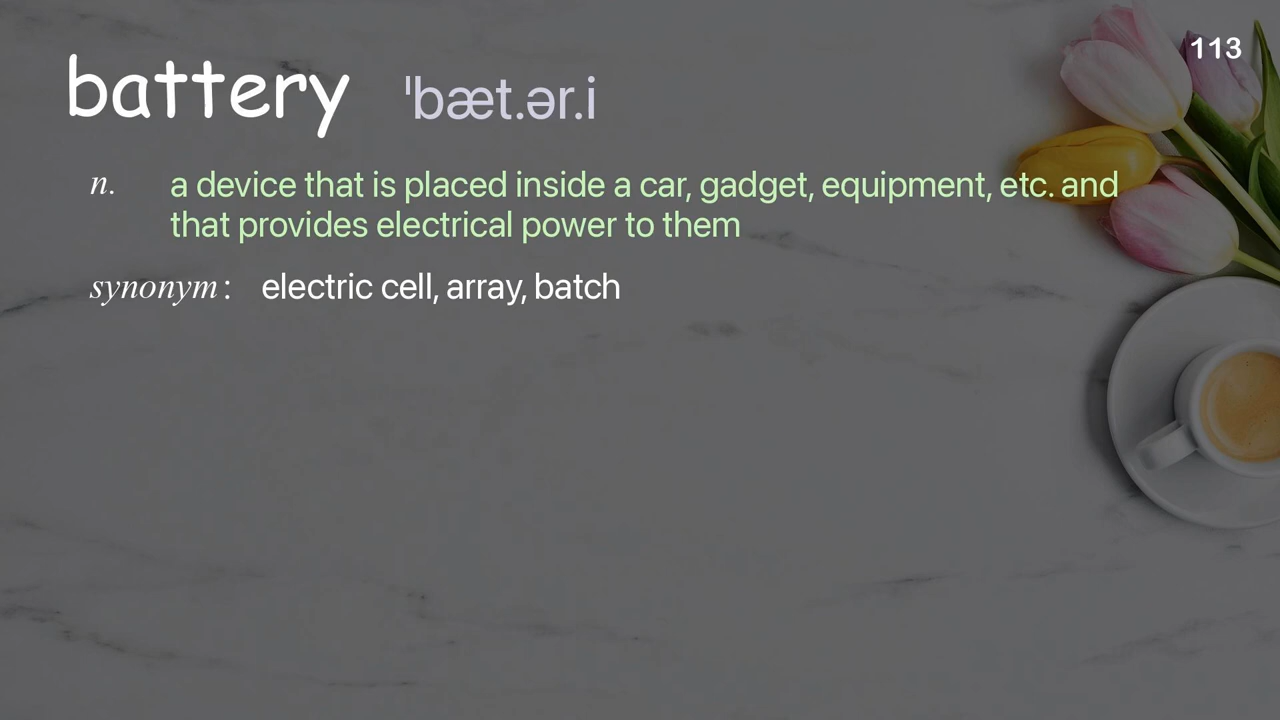 113
battery ˈbæt.ər.i
n. a device that is placed inside a car, gadget, equipment, etc. and
that provides electrical power to them
synonym : electric cell, array, batch